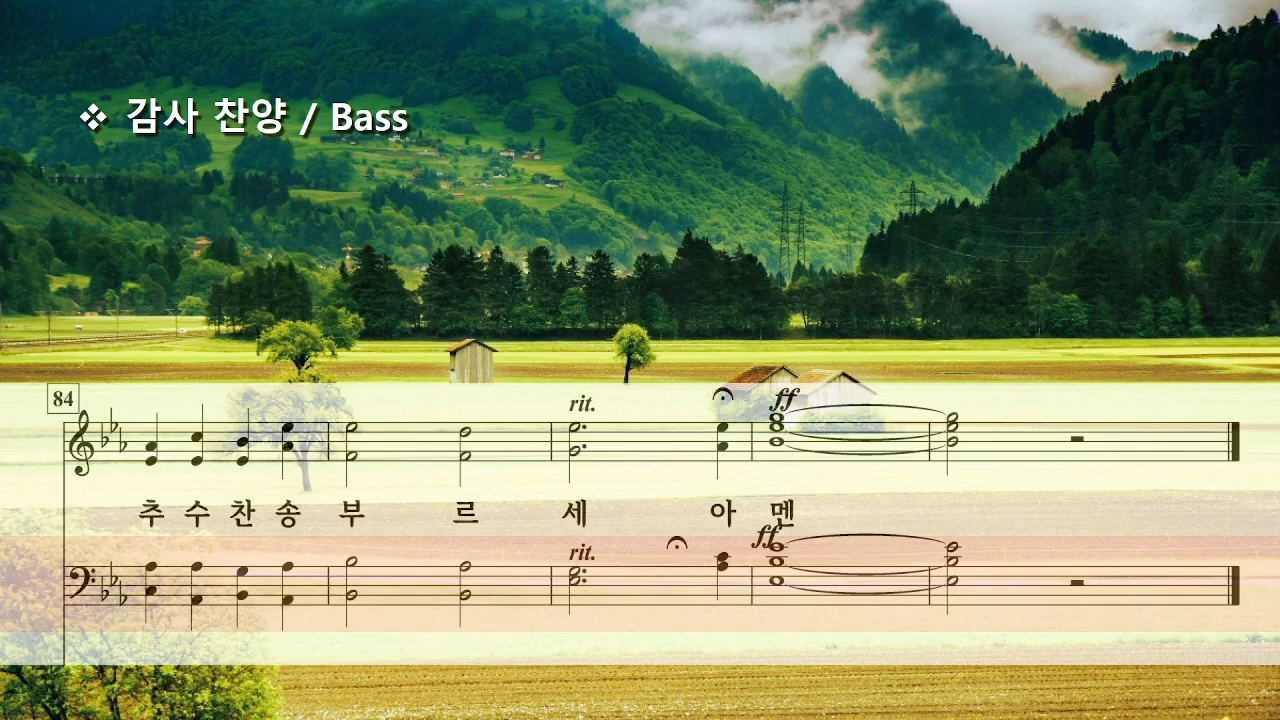 ❖ 감사 찬양 / Bass
84
rit.
ff
추 수 찬 송 부 르 세 아 멘
ff
rit.